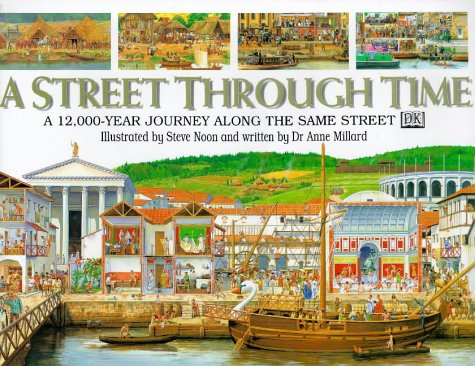 A STREET THROUGH TIME
A 12,000-YEAR JOURNEY ALONG THE SAME STREET DK
Illustrated by Steve Noon and written by Dr Anne Millard